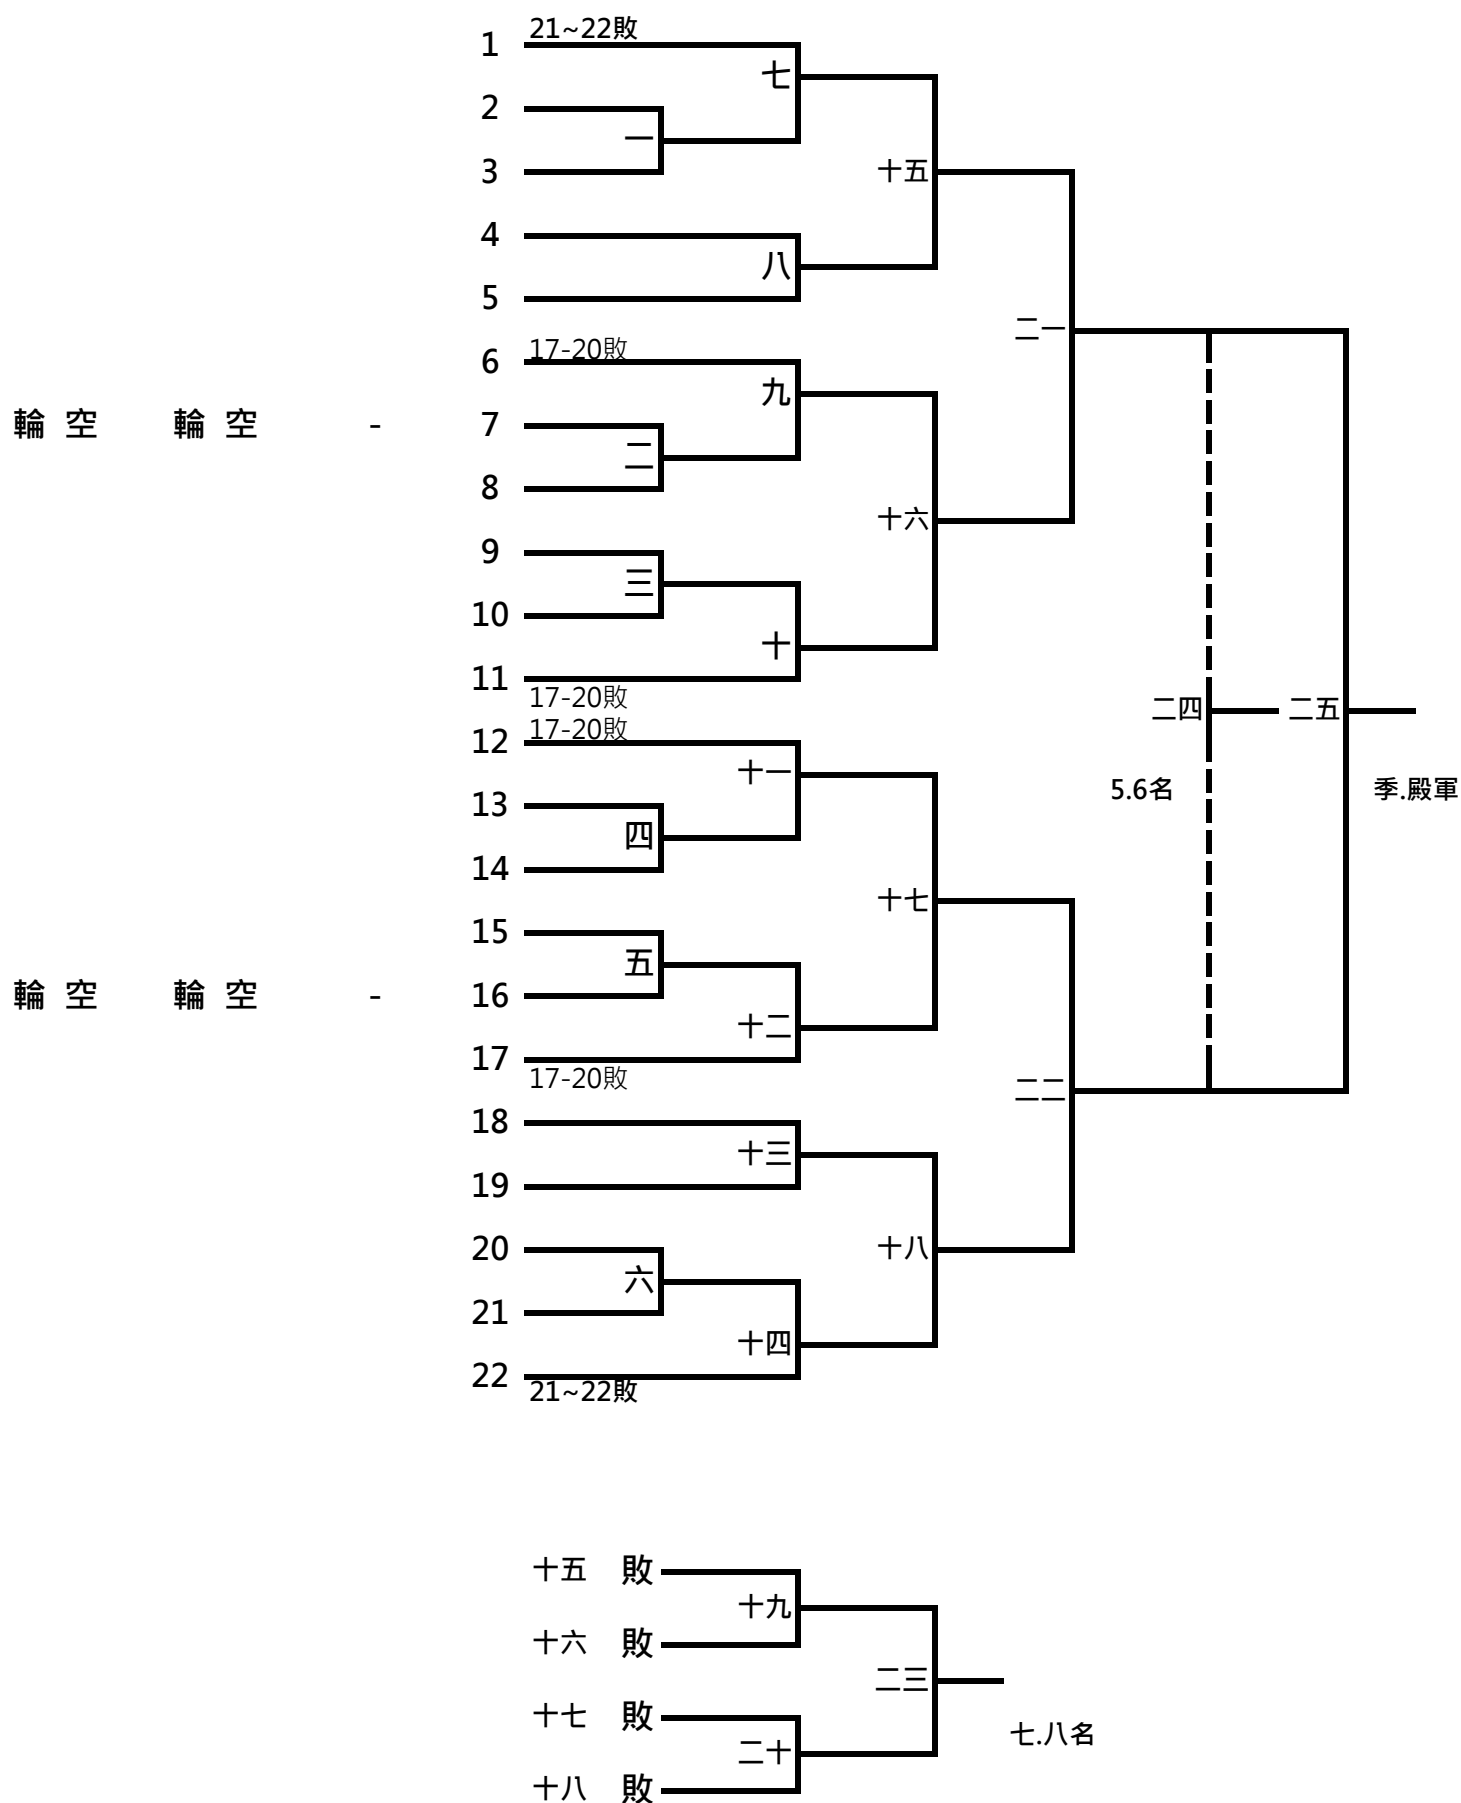 21~22敗
1
七
2
一
3
十五
4
八
5
二一
17-20敗
6
九
輪 空 輪 空 - 7
二
8
十六
9
三
10
十
11
17-20敗
二四 二五
17-20敗
12
十一
5.6名 季.殿軍
13
四
14
十七
15
五
輪 空 輪 空 - 16
十二
17
17-20敗
二二
18
十三
19
十八
20
六
21
十四
22
21~22敗
十五 敗
十九
十六 敗
二三
十七 敗
七.八名
二十
十八 敗